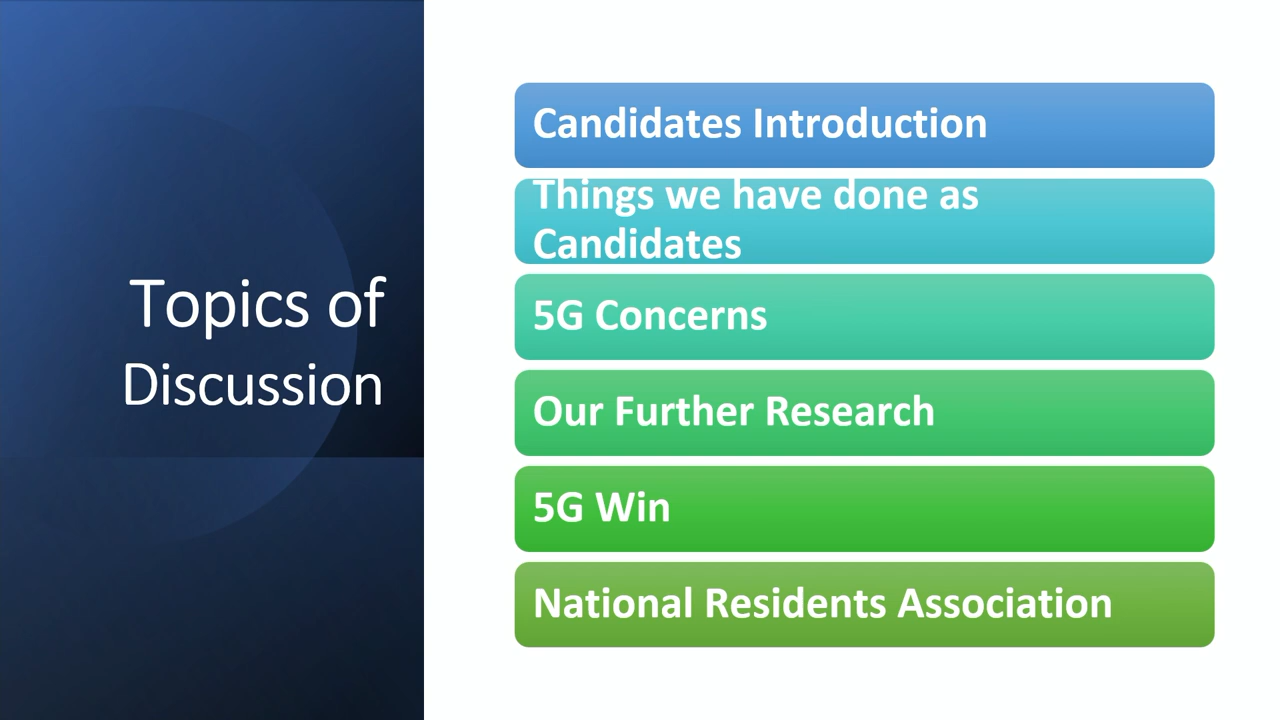 Topics of
Discussion
Candidates Introduction
Things we have done as
Candidates
5G Concerns
Our Further Research
5G Win
National Residents Association